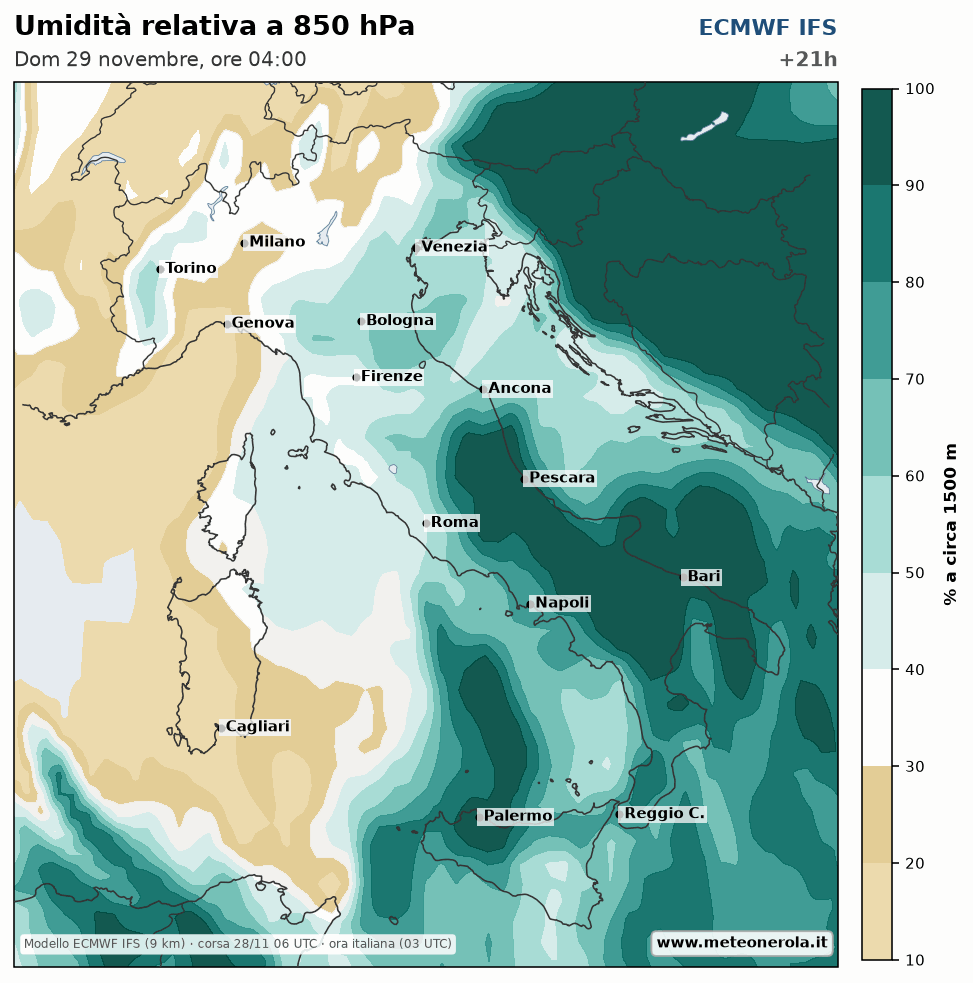 Umidità relativa a 850 hPa
ECMWF IFS
Dom 29 novembre, ore 04:00
+21h
Milano
Venezia
Torino
Genova
Bologna
Firenze
Ancona
Pescara
Roma
Bari
Napoli
Cagliari
Palermo
Reggio C.
100
90
80
70
60
50
40
30
20
10
% a circa 1500 m
Modello ECMWF IFS (9 km) · corsa 28/11 06 UTC · ora italiana (03 UTC)
www.meteonerola.it